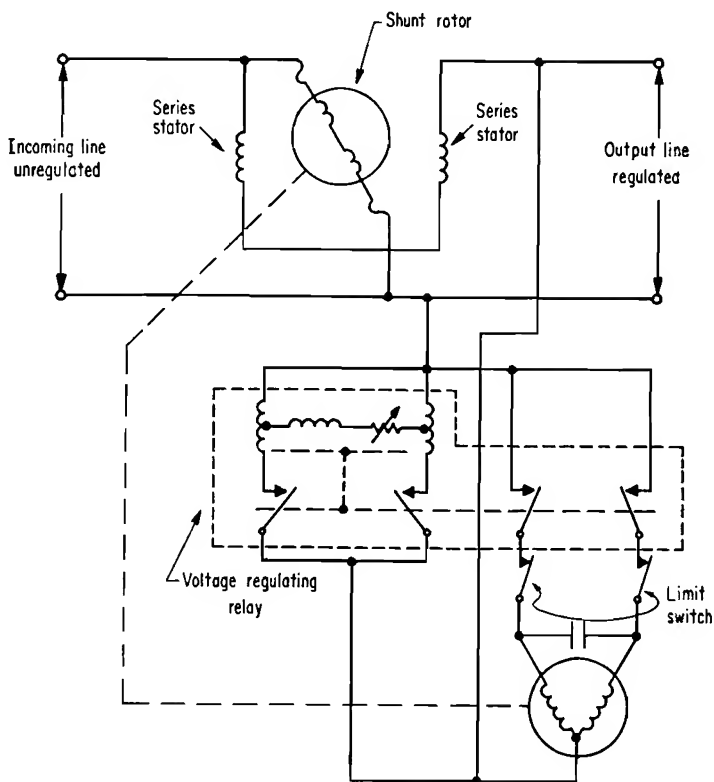 Shunt rotor
Series
stator
Series
stator
Incoming line
unregulated
Output line
regulated
Voltage regulating
relay
Limit
switch